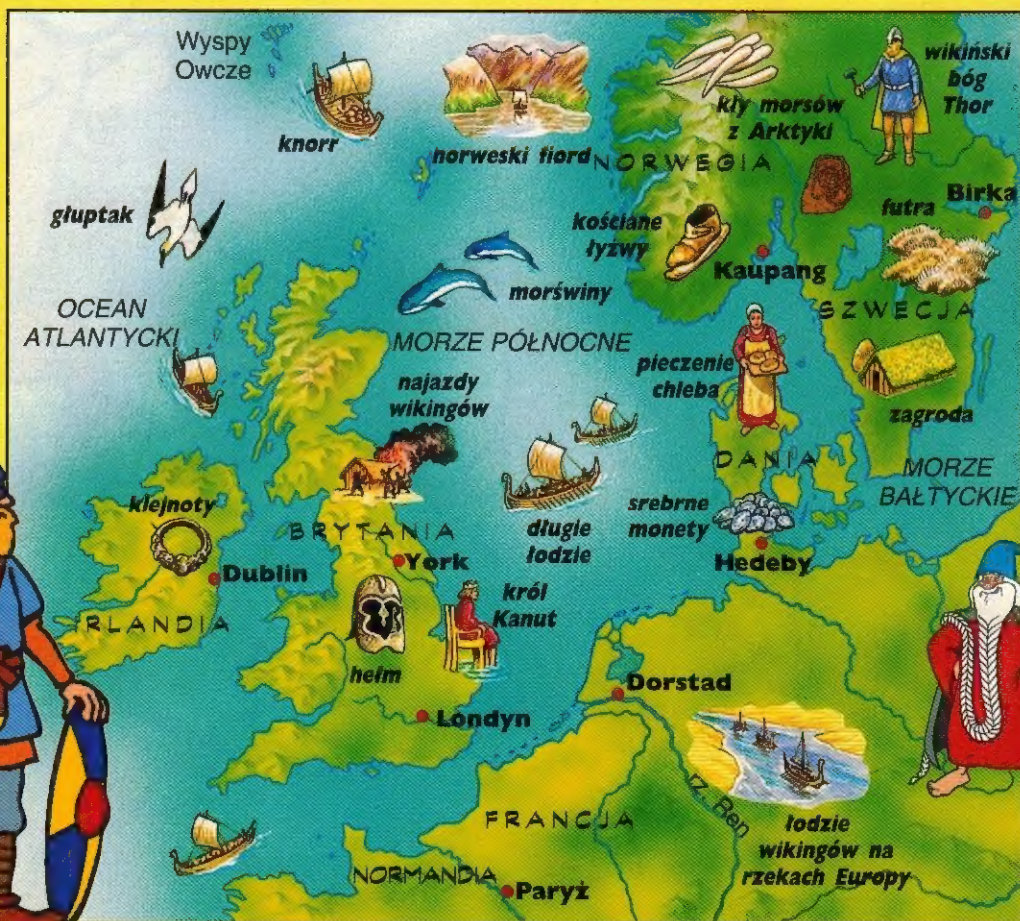 Wyspy
Owcze
knorr
norweski fiord
kły morsów
z Arktyki
wikiński
bóg
Thor
NORWEGIA
głuptak
kościane
łyżwy
Kaupang
futra
Birka
morświny
OCEAN
ATLANTYCKI
MORZE PÓŁNOCNE
SZWECJA
najazdy
wikingów
pieczenie
chleba
zagroda
DANIA
MORZE
BAŁTYCKIE
klejnoty
BRYTANIA
długie
łodzie
srebrne
monety
Dublin
York
Hedeby
król
Kanut
RLANDIA
hełm
Dorstad
Londyn
rz. Ren
FRANCJA
łodzie
wikingów na
rzekach Europy
NORMANDIA
Paryż